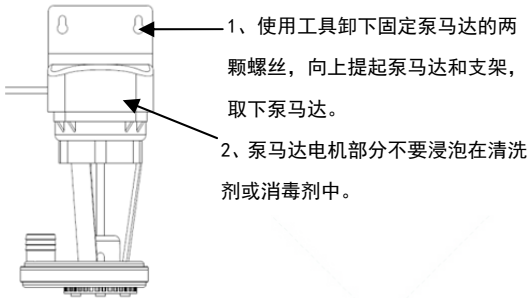 1、使用工具卸下固定泵马达的两
颗螺丝，向上提起泵马达和支架，
取下泵马达。
2、泵马达电机部分不要浸泡在清洗
剂或消毒剂中。